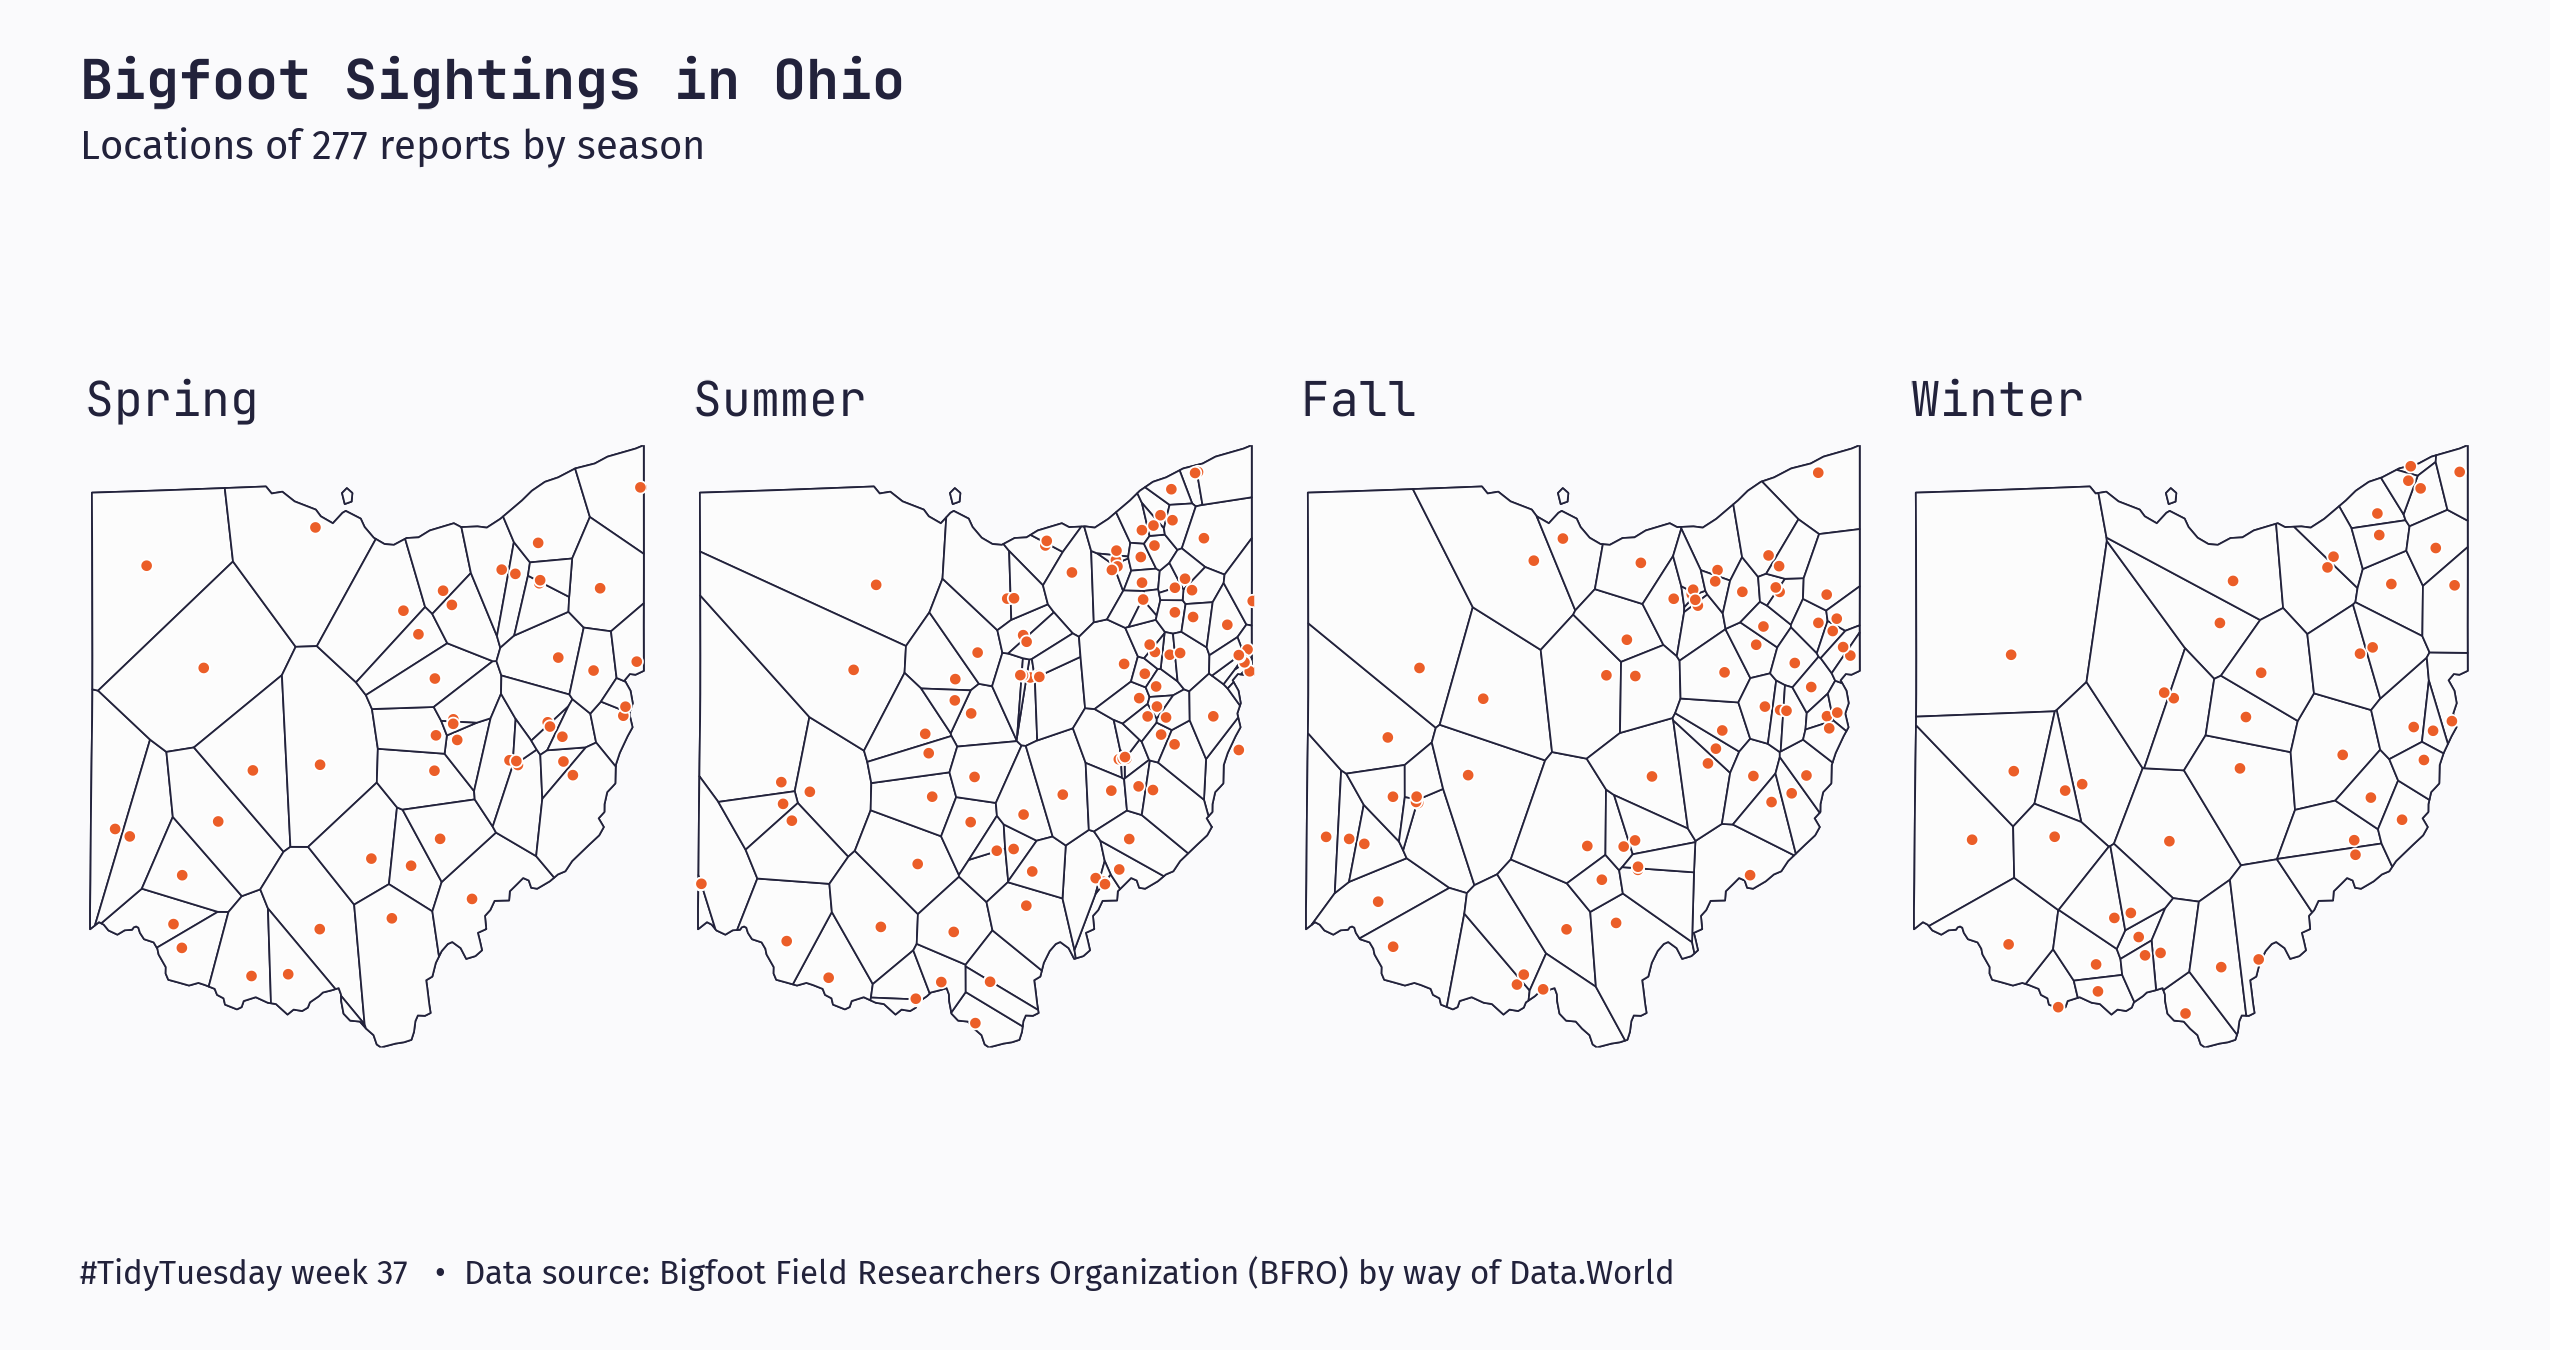 Bigfoot Sightings in Ohio
Locations of 277 reports by season
Spring
Summer
Fall
Winter
#TidyTuesday week 37 • Data source: Bigfoot Field Researchers Organization (BFRO) by way of Data.World